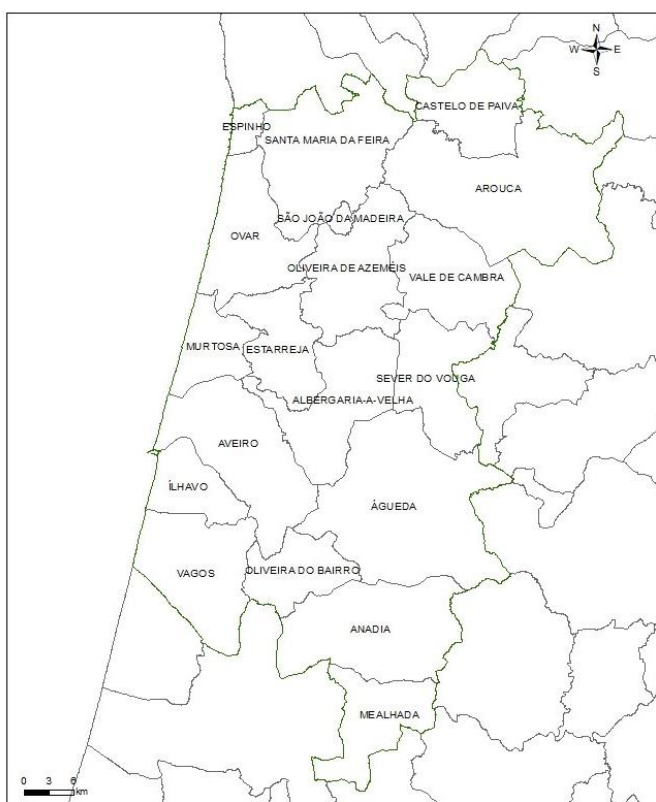 N
W E
S
CASTELO DE PAIVA
ESPINHO
SANTA MARIA DA FEIRA
AROUCA
SÃO JOÃO DA MADEIRA
OVAR
OLIVEIRA DE AZEMÉIS
VALE DE CAMBRA
MURTOSA
ESTARREJA
SEVER DO VOUGA
ALBERGARIA-A-VELHA
AVEIRO
ÍLHAVO
ÁGUEDA
VAGOS
OLIVEIRA DO BAIRRO
ANADIA
MEALHADA
0 3 6
km